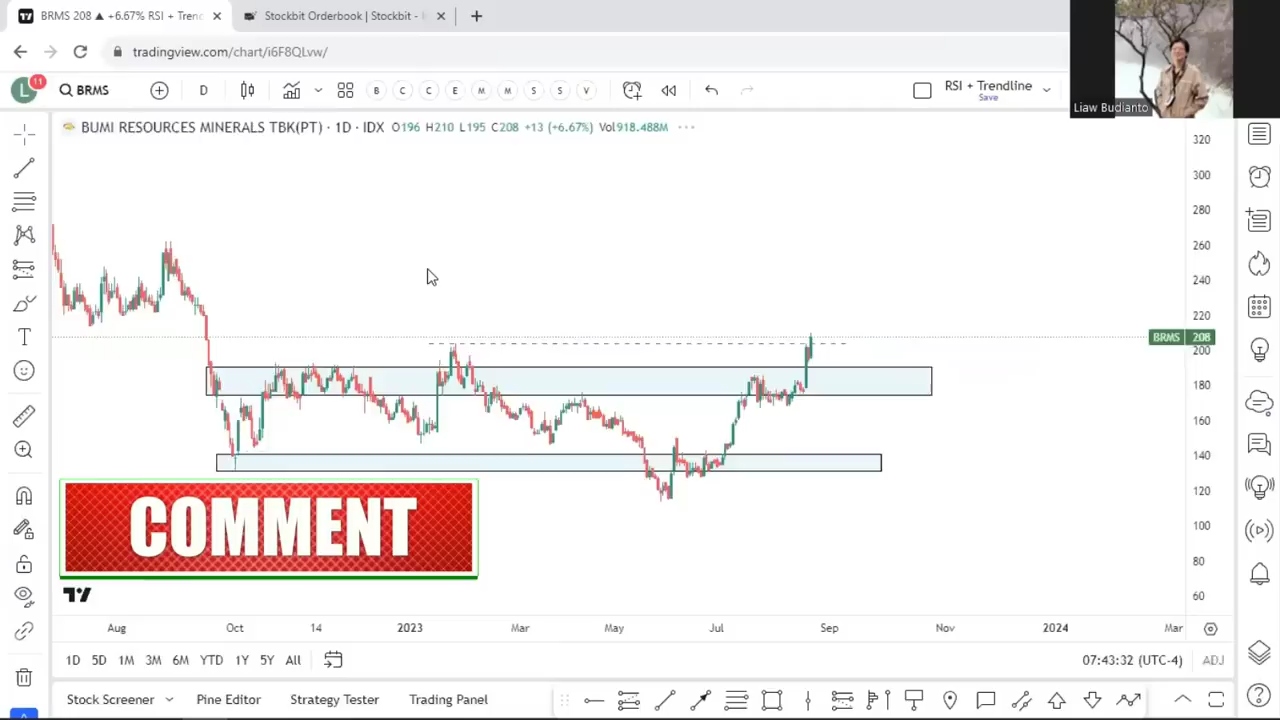 BRMS 208 ▲ +6.67% RSI + Tren
Stockbit Orderbook | Stockbit -
tradingview.com/chart/i6F8QLvw/
L 11
BRMS
D
B C C E M M S S V
RSI + Trendline
Save
Liaw Budianto
BUMI RESOURCES MINERALS TBK(PT) · 1D · IDX O196 H210 L195 C208 +13 (+6.67%) Vol918.488M
320
300
280
260
240
220
BRMS 208
200
180
160
140
120
100
80
60
COMMENT
Aug Oct 14 2023 Mar May Jul Sep Nov 2024 Mar
1D 5D 1M 3M 6M YTD 1Y 5Y All
07:43:32 (UTC-4) ADJ
Stock Screener Pine Editor Strategy Tester Trading Panel